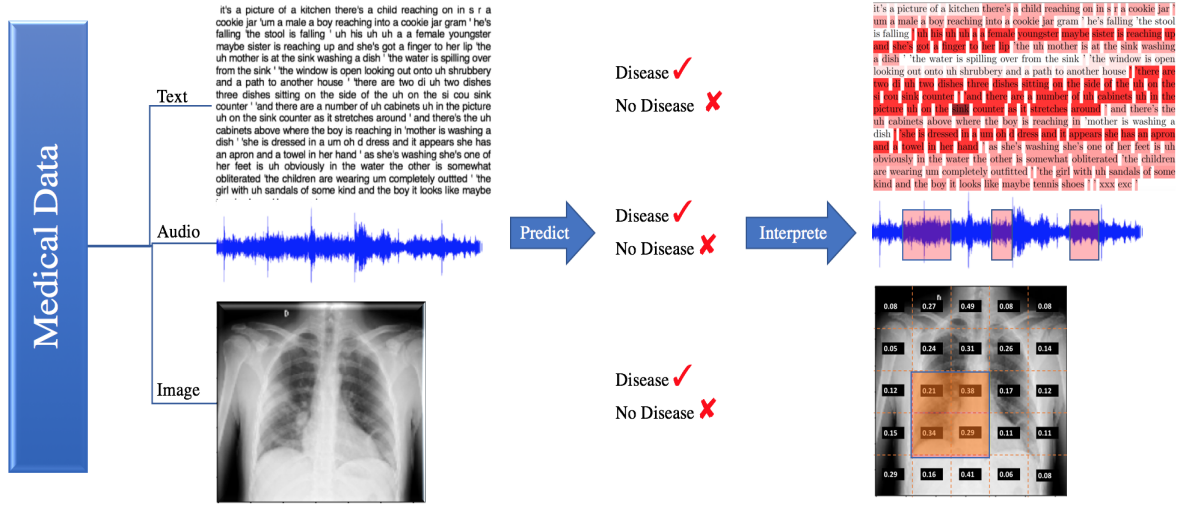 Medical Data
Text
Audio
Image
it's a picture of a kitchen there's a child reaching on in s r a
cookie jar 'um a male a boy reaching into a cookie jar gram ' he's
falling 'the stool is falling ' uh his uh uh a a female youngster
maybe sister is reaching up and she's got a finger to her lip 'the
uh mother is at the sink washing a dish ' 'the water is spilling over
from the sink ' 'the window is open looking out onto uh shrubbery
and a path to another house ' 'there are two di uh two dishes
three dishes sitting on the side of the uh on the si cou sink
counter ' 'and there are a number of uh cabinets uh in the picture
uh on the sink counter as it stretches around ' and there's the uh
cabinets above where the boy is reaching in 'mother is washing a
dish ' 'she is dressed in a um oh d dress and it appears she has
an apron and a towel in her hand ' as she's washing she's one of
her feet is uh obviously in the water the other is somewhat
obliterated 'the children are wearing um completely outtted ' 'the
girl with uh sandals of some kind and the boy it looks like maybe
Predict
Disease ✓
No Disease ✘
Disease ✓
No Disease ✘
Disease ✓
No Disease ✘
Interprete
it's a picture of a kitchen there's a child reaching on in s r a cookie jar '
um a male a boy reaching into a cookie jar gram ' he's falling 'the stool
is falling ' uh his uh uh a a female youngster maybe sister is reaching up
and she's got a finger to her lip 'the uh mother is at the sink washing
a dish ' 'the water is spilling over from the sink ' 'the window is open
looking out onto uh shrubbery and a path to another house ' 'there are
two di uh two dishes three dishes sitting on the side of the uh on the
si cou sink counter ' 'and there are a number of uh cabinets uh in the
picture uh on the sink counter as it stretches around ' and there's the
uh cabinets above where the boy is reaching in 'mother is washing a
dish ' 'she is dressed in a um oh d dress and it appears she has an apron
and a towel in her hand ' as she's washing she's one of her feet is uh
obviously in the water the other is somewhat obliterated 'the children
are wearing um completely outfitted ' 'the girl with uh sandals of some
kind and the boy it looks like maybe tennis shoes ' ' xxx exc '
0.08 0.27 0.49 0.08 0.08
0.05 0.24 0.31 0.26 0.14
0.12 0.21 0.38 0.17 0.12
0.15 0.34 0.29 0.11 0.11
0.29 0.16 0.41 0.06 0.08